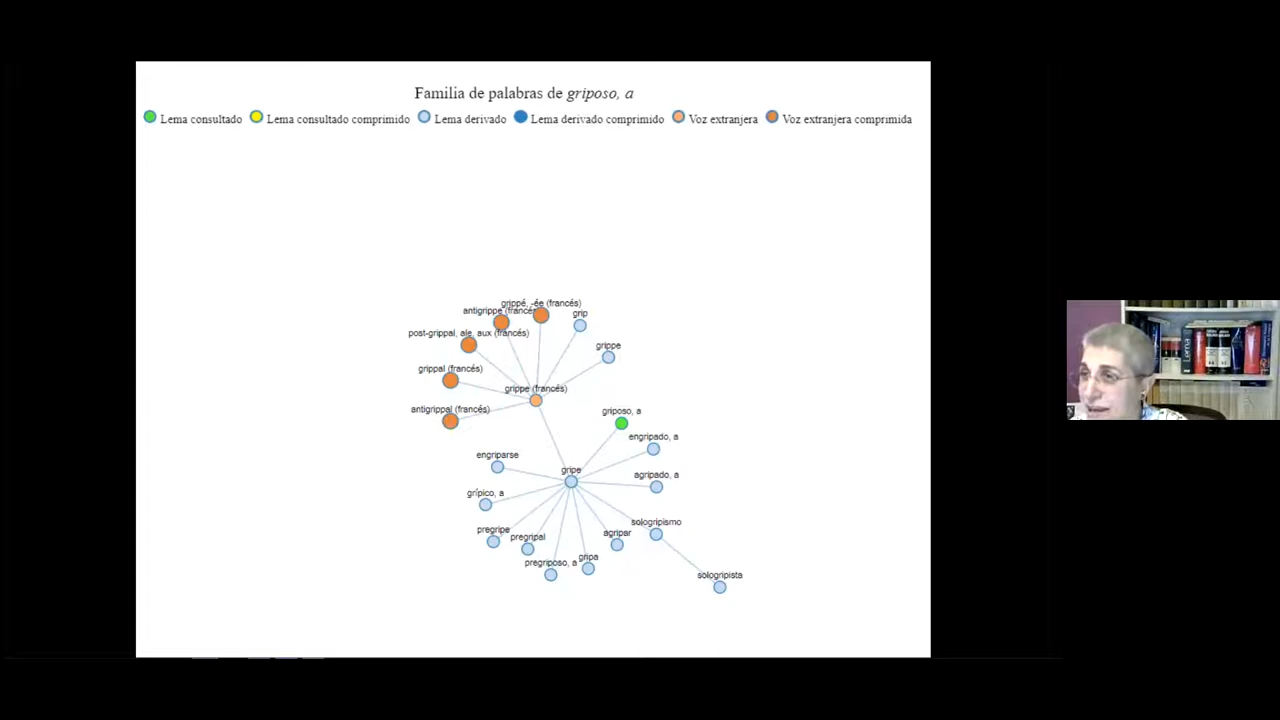 Familia de palabras de griposo, a
Lema consultado Lema consultado comprimido Lema derivado Lema derivado comprimido Voz extranjera Voz extranjera comprimida
grippé, -ée (francés)
antigrippe (francés)
grip
post-grippal, ale, aux (francés)
grippe
grippal (francés)
grippe (francés)
antigrippal (francés)
griposo, a
engripado, a
engriparse
gripe
agripado, a
grípico, a
sologripismo
pregripe
pregripal
agripar
pregriposo, a
gripa
sologripista
Lema